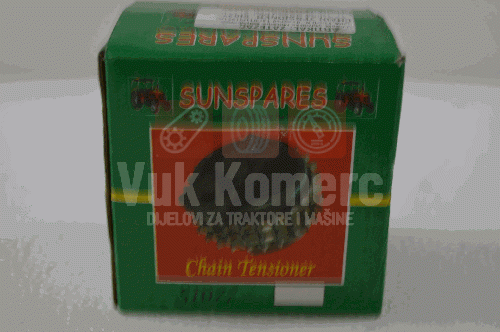 SUNSPARES
SUNSPARES
Vuk Komerc
DIJELOVI ZA TRAKTORE I MAŠINE
Chain Tensioner